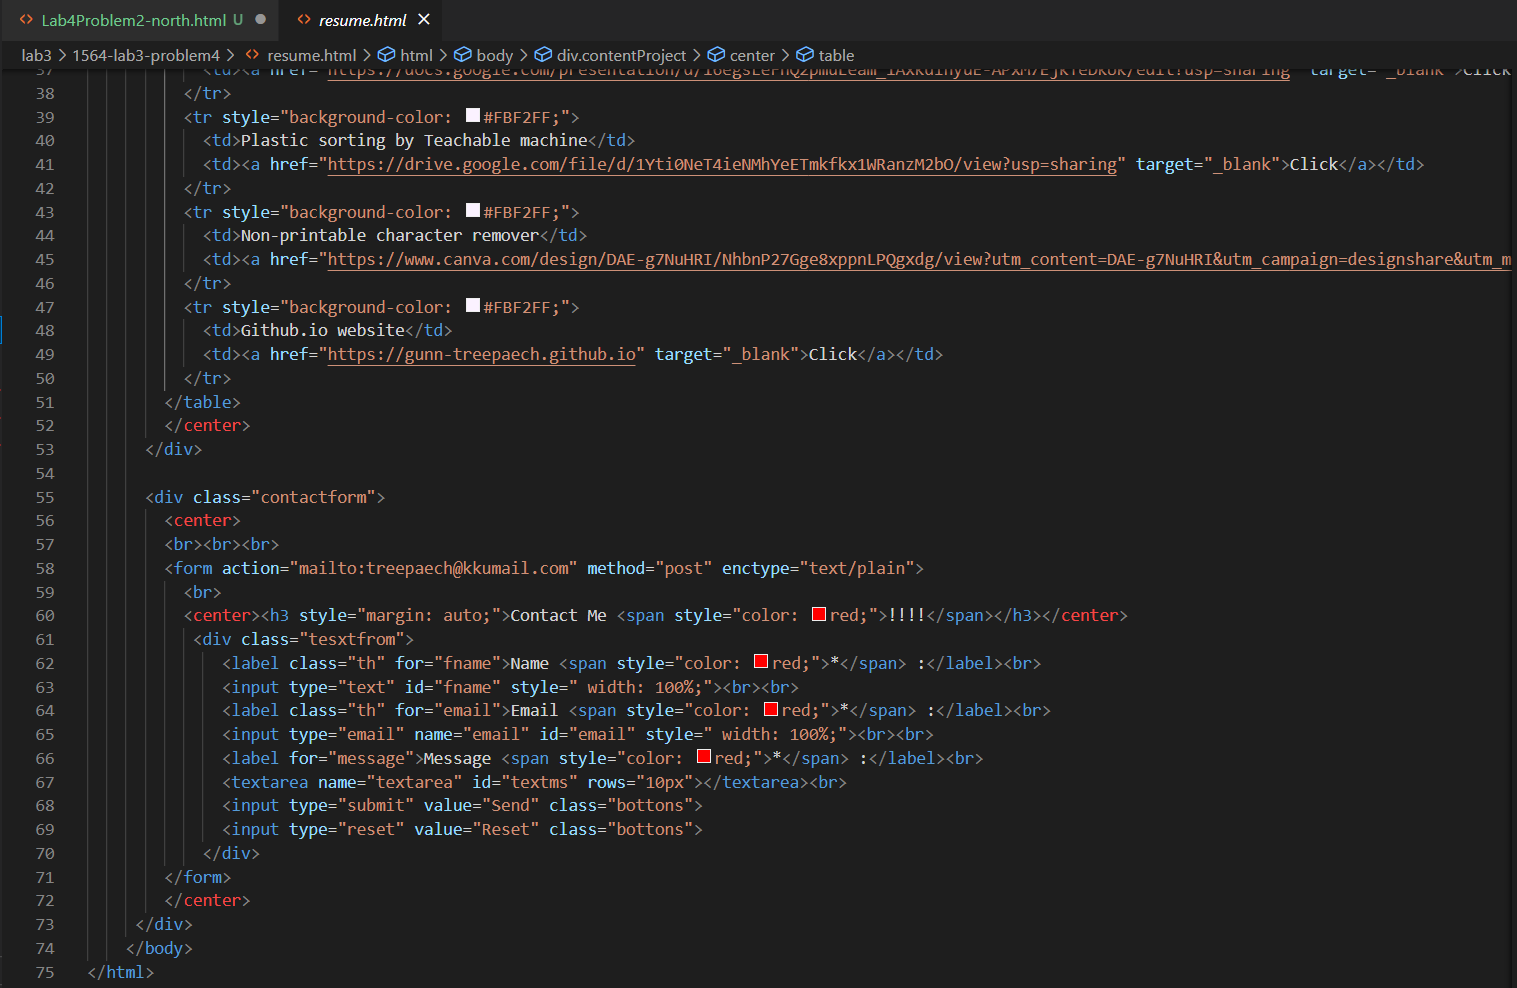 Lab4Problem2-north.html U
resume.html
lab3 > 1564-lab3-problem4 > resume.html > html > body > div.contentProject > center > table
38 </tr>
39 <tr style="background-color: #FBF2FF;">
40 <td>Plastic sorting by Teachable machine</td>
41 <td><a href="https://drive.google.com/file/d/1Yti0NeT4ieNMhYeETmkfkx1WRanzM2bO/view?usp=sharing" target="_blank">Click</a></td>
42 </tr>
43 <tr style="background-color: #FBF2FF;">
44 <td>Non-printable character remover</td>
45 <td><a href="https://www.canva.com/design/DAE-g7NuHRI/NhbnP27Gge8xppnLPQgxdg/view?utm_content=DAE-g7NuHRI&utm_campaign=designshare&utm_m
46 </tr>
47 <tr style="background-color: #FBF2FF;">
48 <td>Github.io website</td>
49 <td><a href="https://gunn-treepaech.github.io" target="_blank">Click</a></td>
50 </tr>
51 </table>
52 </center>
53 </div>
54
55 <div class="contactform">
56 <center>
57 <br><br><br>
58 <form action="mailto:treepaech@kkumail.com" method="post" enctype="text/plain">
59 <br>
60 <center><h3 style="margin: auto;">Contact Me <span style="color: red;">!!!!</span></h3></center>
61 <div class="tesxtfrom">
62 <label class="th" for="fname">Name <span style="color: red;">*</span> :</label><br>
63 <input type="text" id="fname" style=" width: 100%;"><br><br>
64 <label class="th" for="email">Email <span style="color: red;">*</span> :</label><br>
65 <input type="email" name="email" id="email" style=" width: 100%;"><br><br>
66 <label for="message">Message <span style="color: red;">*</span> :</label><br>
67 <textarea name="textarea" id="textms" rows="10px"></textarea><br>
68 <input type="submit" value="Send" class="bottons">
69 <input type="reset" value="Reset" class="bottons">
70 </div>
71 </form>
72 </center>
73 </div>
74 </body>
75 </html>